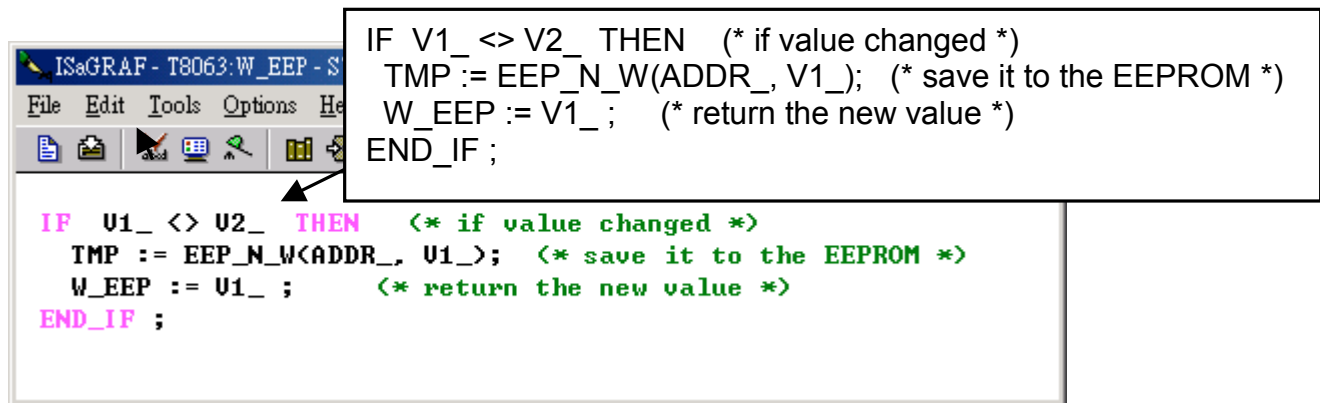 ISaGRAF - T8063:W_EEP - S
File Edit Tools Options He
IF V1_ <> V2_ THEN (* if value changed *)
TMP := EEP_N_W(ADDR_, V1_); (* save it to the EEPROM *)
W_EEP := V1_ ; (* return the new value *)
END_IF ;
IF V1_ <> V2_ THEN (* if value changed *)
TMP := EEP_N_W(ADDR_, V1_); (* save it to the EEPROM *)
W_EEP := V1_ ; (* return the new value *)
END_IF ;